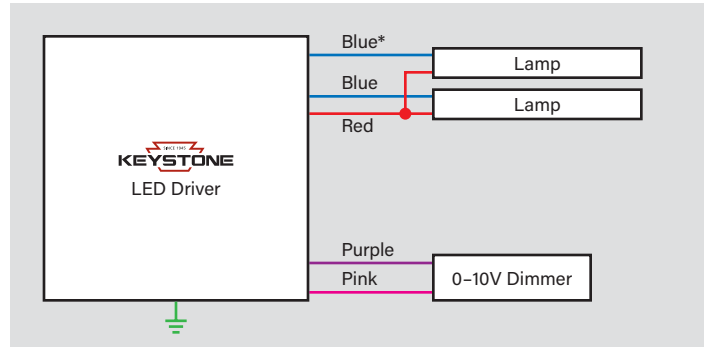 Blue*
Lamp
Blue
Lamp
Red
SINCE 1945
KEYSTONE
LED Driver
Purple
Pink
0–10V Dimmer